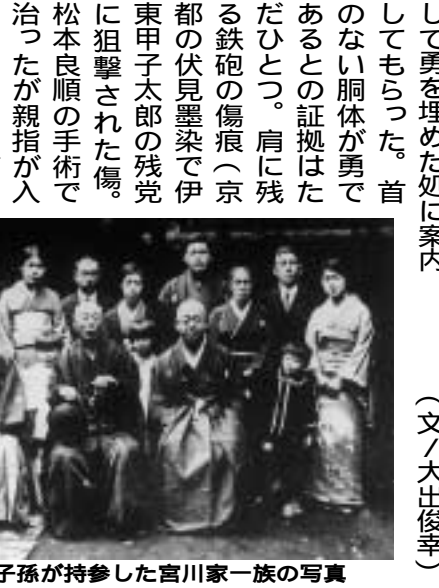 して勇を埋めた処に案内
してもらった。首
のない胴体が勇で
あるとの証拠はた
だひとつ。肩に残
る鉄砲の傷痕(京
都の伏見墨染で伊
東甲子太郎の残党
に狙撃された傷。
松本良順の手術で
治ったが親指が入
(文/大出俊幸)
子孫が持参した宮川家一族の写真